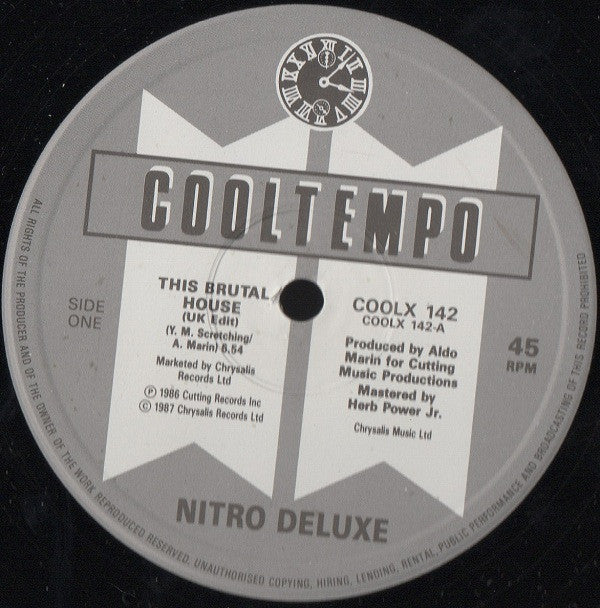 COOLTEMPO
SIDE
ONE
THIS BRUTAL
HOUSE
(UK Edit)
(Y. M. Scretching/
A. Marin) 6.54
Marketed by Chrysalis
Records Ltd
Ⓟ 1986 Cutting Records Inc
© 1987 Chrysalis Records Ltd
COOLX 142
COOLX 142-A
Produced by Aldo
Marin for Cutting
Music Productions
Mastered by
Herb Power Jr.
Chrysalis Music Ltd
45
RPM
NITRO DELUXE
ALL RIGHTS OF THE PRODUCER AND OF THE OWNER OF THE WORK REPRODUCED RESERVED. UNAUTHORISED COPYING, HIRING, LENDING, RENTAL, PUBLIC PERFORMANCE AND BROADCASTING OF THIS RECORD PROHIBITED